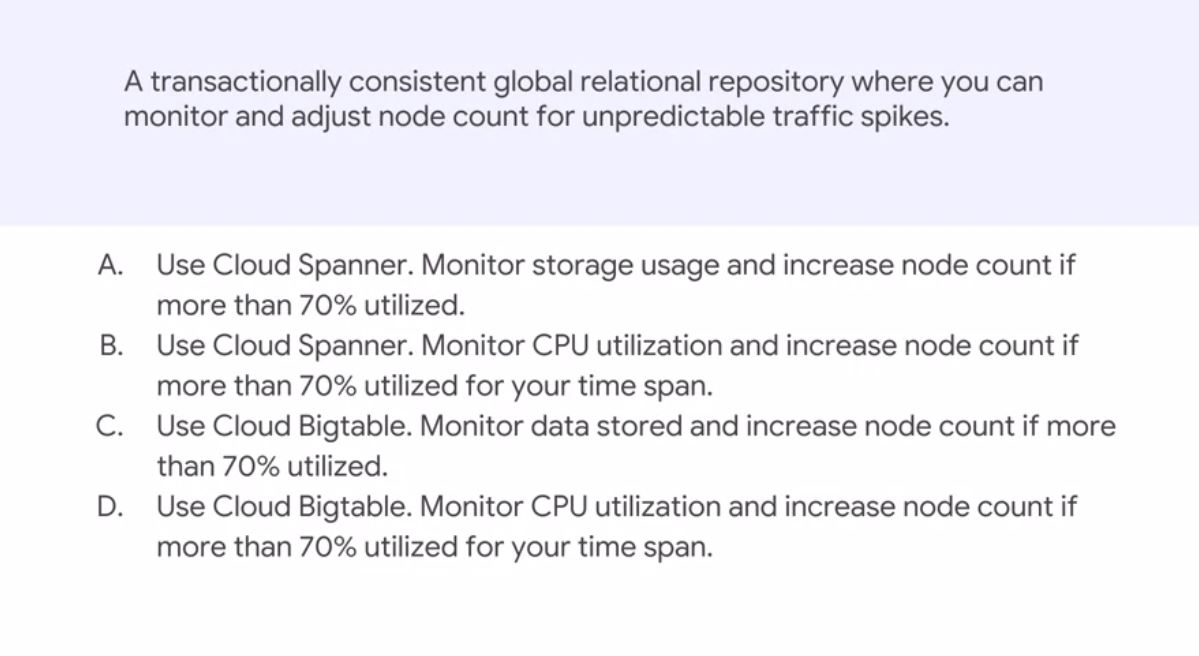 A transactionally consistent global relational repository where you can
monitor and adjust node count for unpredictable traffic spikes.
A. Use Cloud Spanner. Monitor storage usage and increase node count if
more than 70% utilized.
B. Use Cloud Spanner. Monitor CPU utilization and increase node count if
more than 70% utilized for your time span.
C. Use Cloud Bigtable. Monitor data stored and increase node count if more
than 70% utilized.
D. Use Cloud Bigtable. Monitor CPU utilization and increase node count if
more than 70% utilized for your time span.